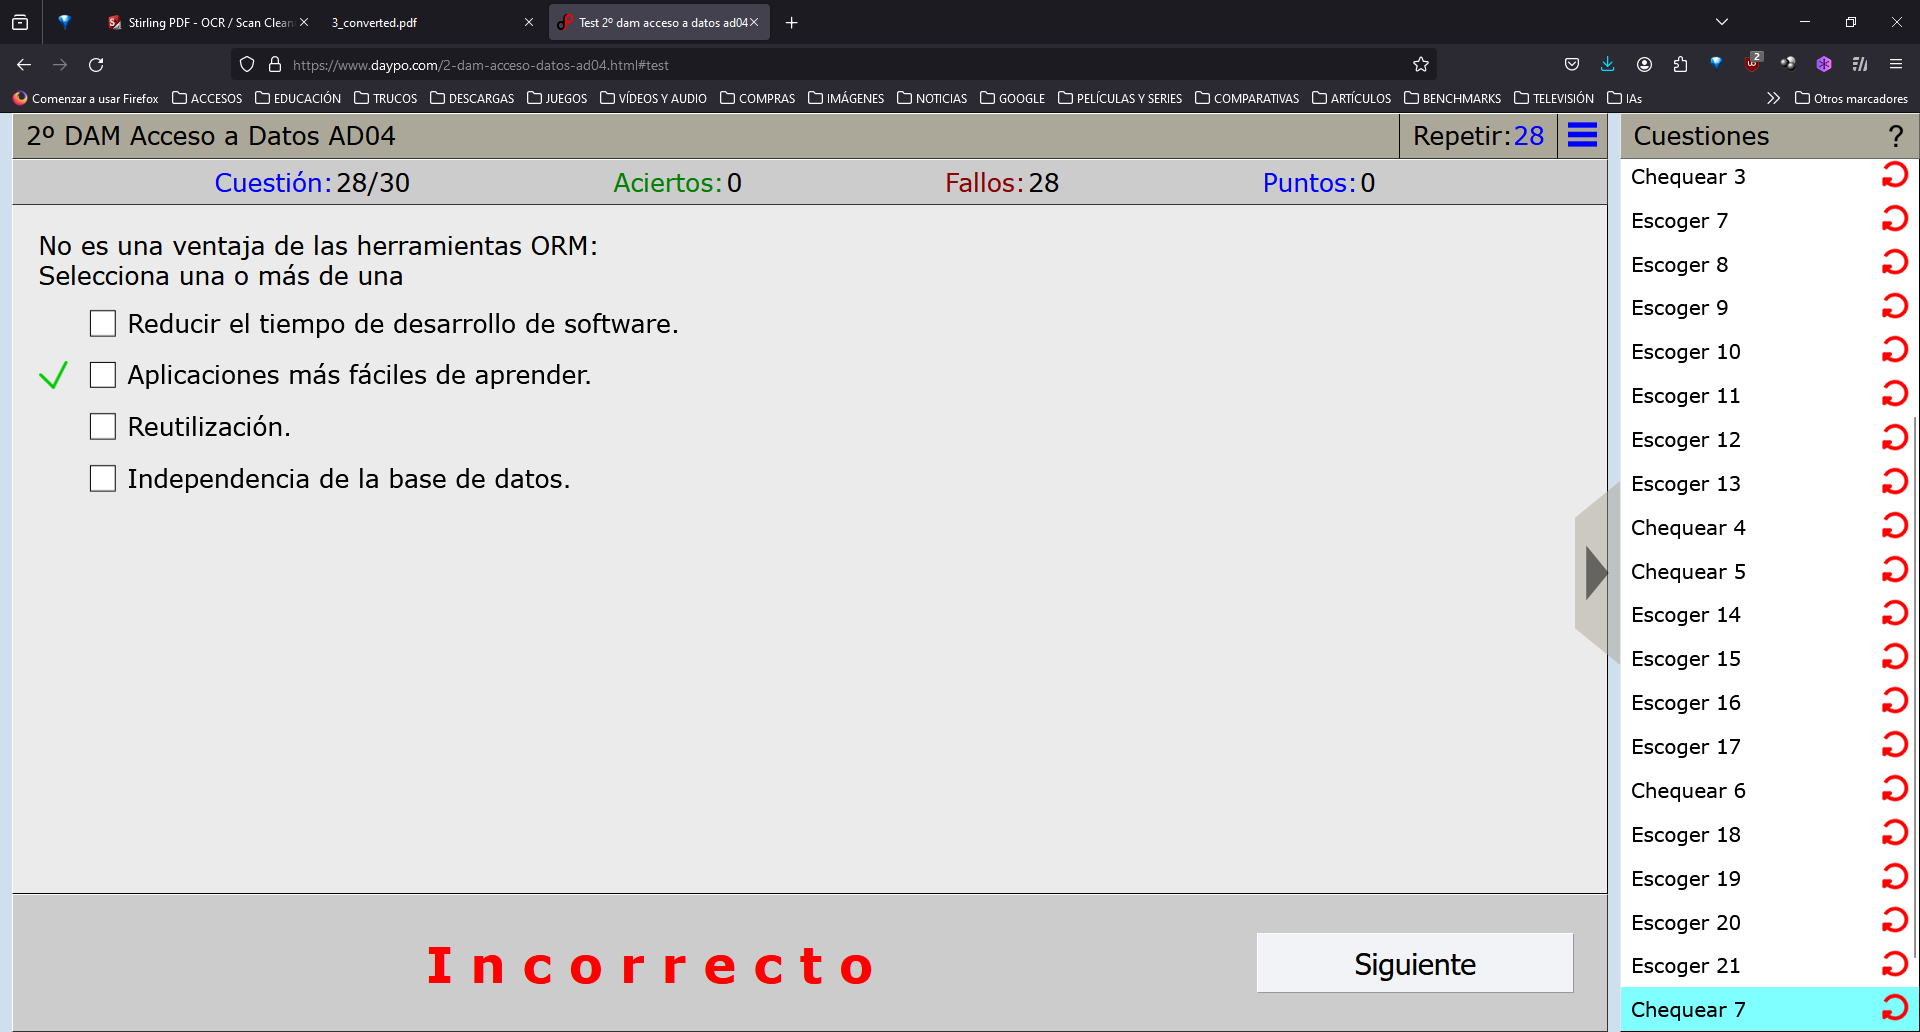 Stirling PDF - OCR / Scan Clean
3_converted.pdf
Test 2º dam acceso a datos ad04
https://www.daypo.com/2-dam-acceso-datos-ad04.html#test
2
Comenzar a usar Firefox
ACCESOS
EDUCACIÓN
TRUCOS
DESCARGAS
JUEGOS
VÍDEOS Y AUDIO
COMPRAS
IMÁGENES
NOTICIAS
GOOGLE
PELÍCULAS Y SERIES
COMPARATIVAS
ARTÍCULOS
BENCHMARKS
TELEVISIÓN
IAs
Otros marcadores
2º DAM Acceso a Datos AD04
Repetir:28
Cuestión:28/30
Aciertos:0
Fallos:28
Puntos:0
No es una ventaja de las herramientas ORM:
Selecciona una o más de una
Reducir el tiempo de desarrollo de software.
Aplicaciones más fáciles de aprender.
Reutilización.
Independencia de la base de datos.
Incorrecto
Siguiente
Cuestiones
?
Chequear 3
Escoger 7
Escoger 8
Escoger 9
Escoger 10
Escoger 11
Escoger 12
Escoger 13
Chequear 4
Chequear 5
Escoger 14
Escoger 15
Escoger 16
Escoger 17
Chequear 6
Escoger 18
Escoger 19
Escoger 20
Escoger 21
Chequear 7